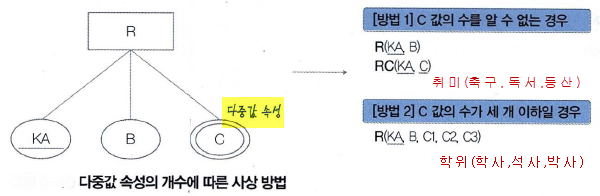 R
다중값 속성
KA
B
C
다중값 속성의 개수에 따른 사상 방법
[방법 1] C 값의 수를 알 수 없는 경우
R(KA, B)
RC(KA, C)
취미(축구, 독서, 등산)
[방법 2] C 값의 수가 세 개 이하일 경우
R(KA, B, C1, C2, C3)
학위(학사, 석사, 박사)